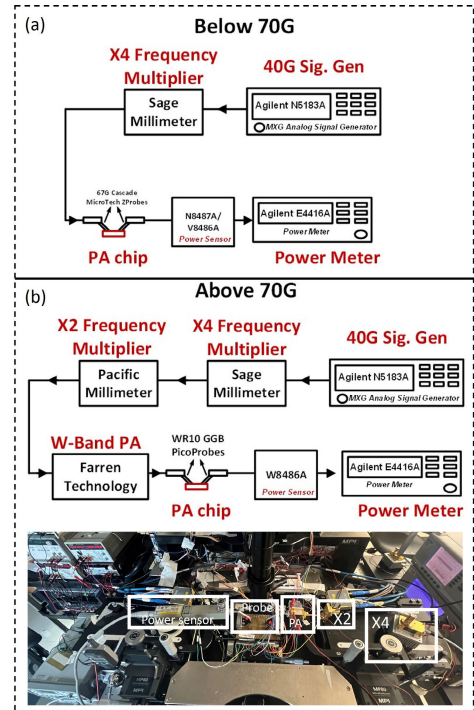 (a)
Below 70G
X4 Frequency
Multiplier
40G Sig. Gen
Sage
Millimeter
Agilent N5183A
MXG Analog Signal Generator
67G Cascade
MicroTech ZProbes
N8487A/
V8486A
Power Sensor
Agilent E4416A
Power Meter
PA chip
Power Meter
(b)
Above 70G
X2 Frequency
Multiplier
X4 Frequency
Multiplier
40G Sig. Gen
Pacific
Millimeter
Sage
Millimeter
Agilent N5183A
MXG Analog Signal Generator
W-Band PA
WR10 GGB
PicoProbes
Farren
Technology
W8486A
Power Sensor
Agilent E4416A
Power Meter
PA chip
Power Meter
Power sensor
Probe
PA
X2
X4
MPI
MPI